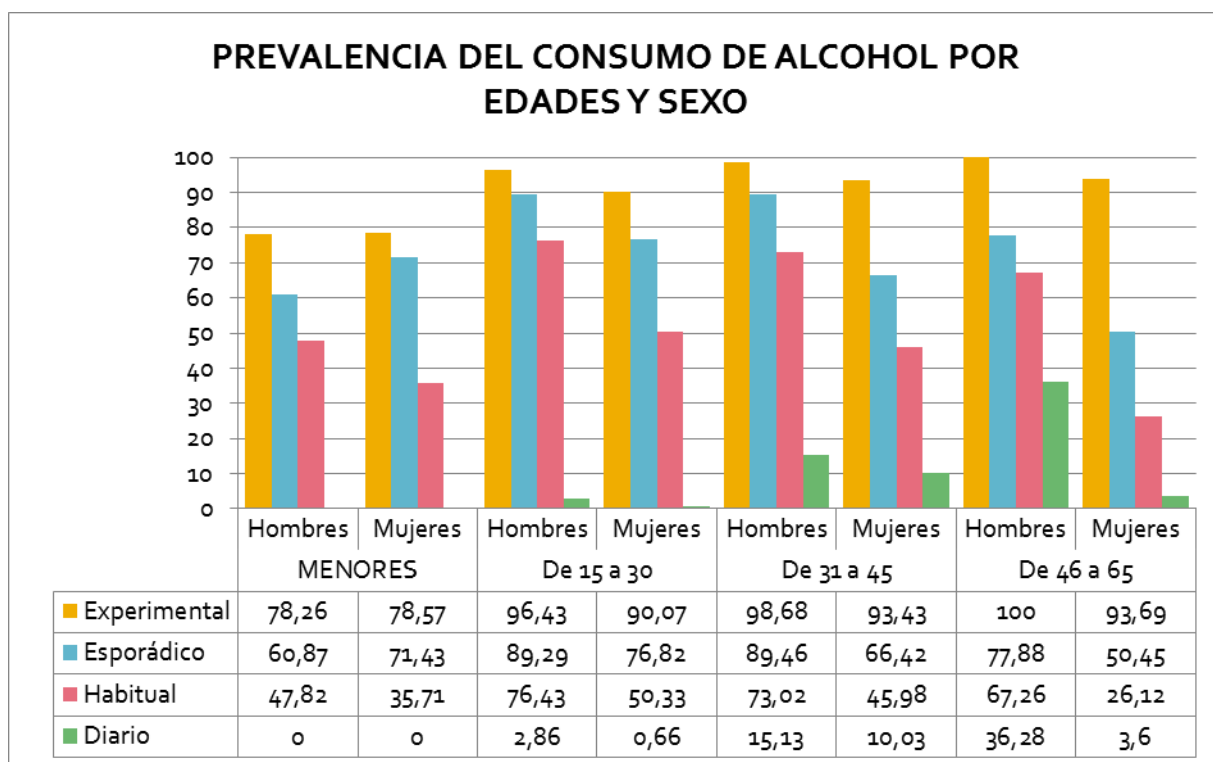 PREVALENCIA DEL CONSUMO DE ALCOHOL POR
EDADES Y SEXO
100
90
80
70
60
50
40
30
20
10
0
Hombres Mujeres Hombres Mujeres Hombres Mujeres Hombres Mujeres
MENORES De 15 a 30 De 31 a 45 De 46 a 65
Experimental 78,26 78,57 96,43 90,07 98,68 93,43 100 93,69
Esporádico 60,87 71,43 89,29 76,82 89,46 66,42 77,88 50,45
Habitual 47,82 35,71 76,43 50,33 73,02 45,98 67,26 26,12
Diario 0 0 2,86 0,66 15,13 10,03 36,28 3,6